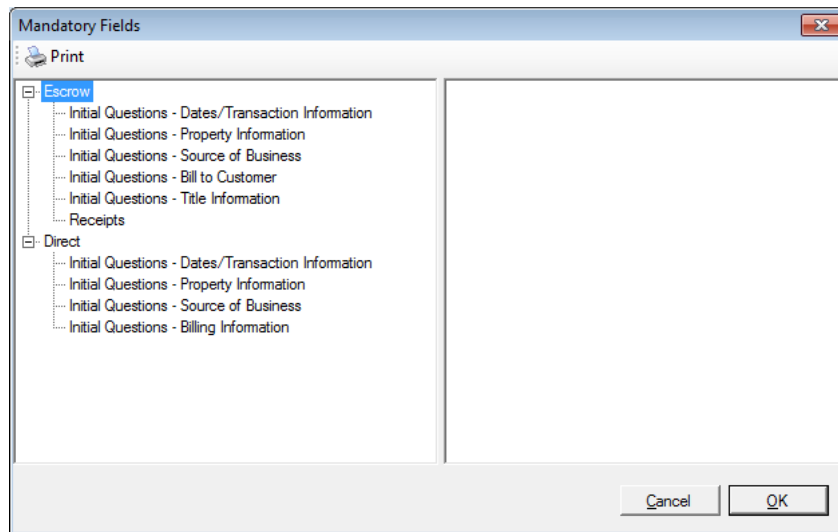 Mandatory Fields
Print
Escrow
Initial Questions - Dates/Transaction Information
Initial Questions - Property Information
Initial Questions - Source of Business
Initial Questions - Bill to Customer
Initial Questions - Title Information
Receipts
Direct
Initial Questions - Dates/Transaction Information
Initial Questions - Property Information
Initial Questions - Source of Business
Initial Questions - Billing Information
Cancel OK